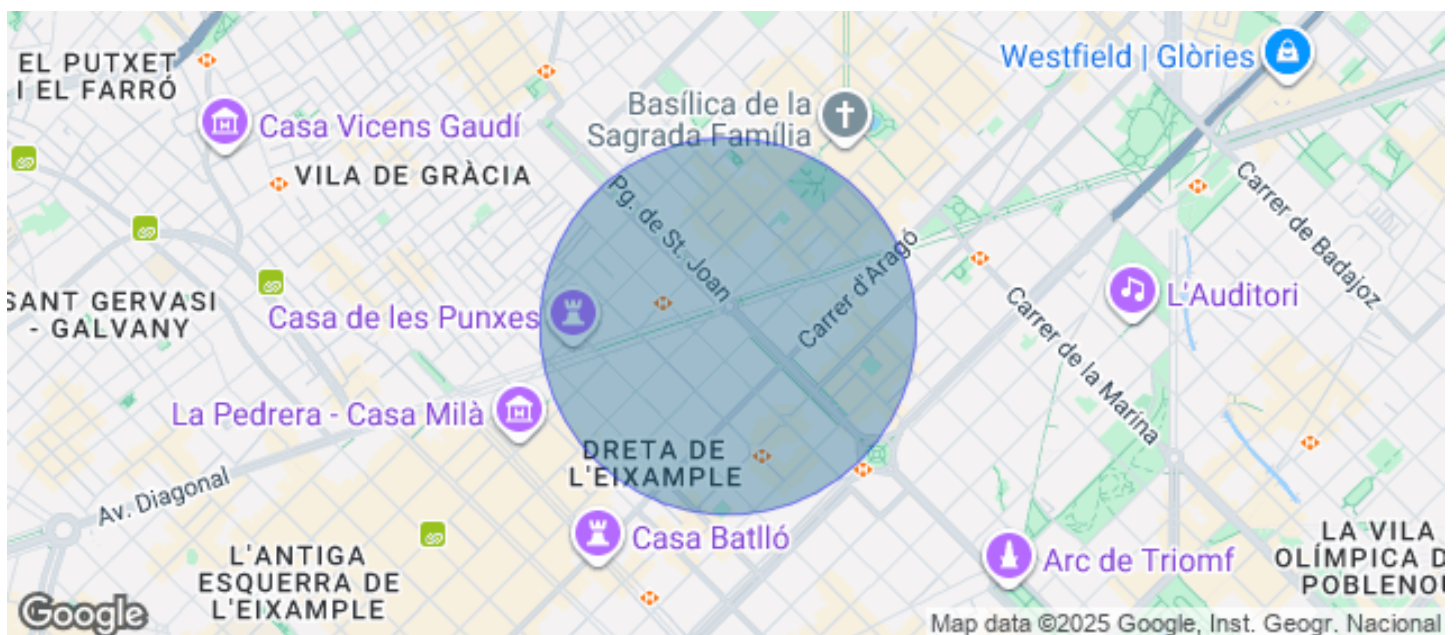 EL PUTXET
I EL FARRÓ
Casa Vicens Gaudí
VILA DE GRÀCIA
Basílica de la
Sagrada Família
Westfield | Glòries
Pg. de St. Joan
Carrer d'Aragó
Carrer de Badajoz
SANT GERVASI
- GALVANY
Casa de les Punxes
L'Auditori
Carrer de la Marina
La Pedrera - Casa Milà
DRETA DE
L'EIXAMPLE
Av. Diagonal
Casa Batlló
L'ANTIGA
ESQUERRA DE
L'EIXAMPLE
Arc de Triomf
LA VILA
OLÍMPICA D
POBLENOU
Google
Map data ©2025 Google, Inst. Geogr. Nacional